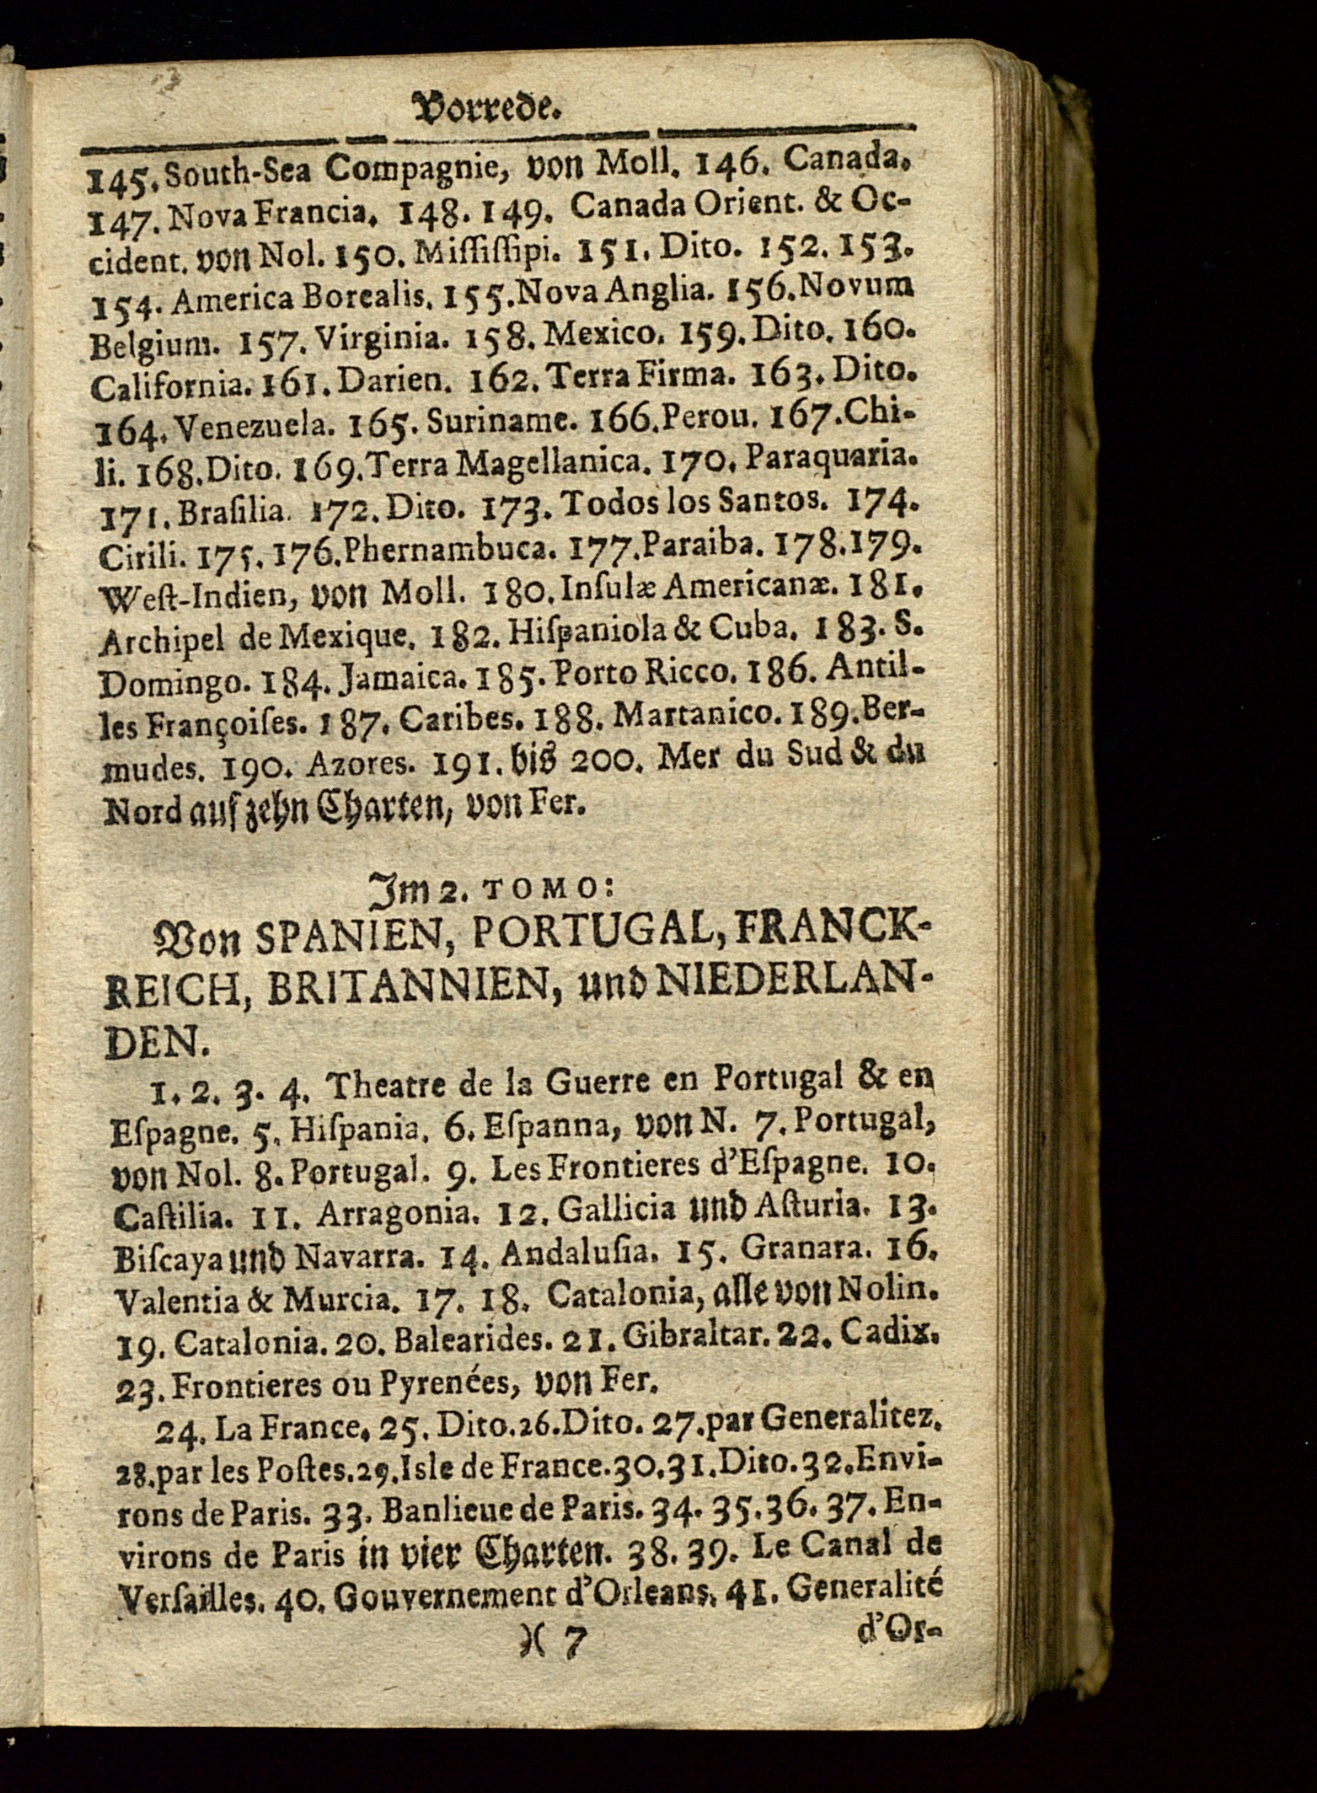 Vorrede.
145. South-Sea Compagnie, von Moll. 146. Canada.
147. Nova Francia. 148. 149. Canada Orient. & Oc-
cident. von Nol. 150. Miſſiſſipi. 151. Dito. 152. 153.
154. America Borealis. 155. Nova Anglia. 156. Novum
Belgium. 157. Virginia. 158. Mexico. 159. Dito. 160.
California. 161. Darien. 162. Terra Firma. 163. Dito.
164. Venezuela. 165. Suriname. 166. Perou. 167. Chi-
li. 168. Dito. 169. Terra Magellanica. 170. Paraquaria.
171. Braſilia. 172. Dito. 173. Todos los Santos. 174.
Cirili. 175. 176. Phernambuca. 177. Paraiba. 178. 179.
Weſt-Indien, von Moll. 180. Inſulæ Americanæ. 181.
Archipel de Mexique. 182. Hiſpaniola & Cuba. 183. S.
Domingo. 184. Jamaica. 185. Porto Ricco. 186. Antil-
les Françoiſes. 187. Caribes. 188. Martanico. 189. Ber-
mudes. 190. Azores. 191. bis 200. Mer du Sud & du
Nord auf zehn Charten, von Fer.
Im 2. TOMO:
Von SPANIEN, PORTUGAL, FRANCK-
REICH, BRITANNIEN, und NIEDERLAN-
DEN.
1. 2. 3. 4. Theatre de la Guerre en Portugal & en
Eſpagne. 5. Hiſpania. 6. Eſpanna, von N. 7. Portugal,
von Nol. 8. Portugal. 9. Les Frontieres d'Eſpagne. 10.
Caſtilia. 11. Arragonia. 12. Gallicia und Aſturia. 13.
Biſcaya und Navarra. 14. Andaluſia. 15. Granara. 16.
Valentia & Murcia. 17. 18. Catalonia, alle von Nolin.
19. Catalonia. 20. Balearides. 21. Gibraltar. 22. Cadix.
23. Frontieres ou Pyrenées, von Fer.
24. La France. 25. Dito. 26. Dito. 27. par Generalitez.
28. par les Poſtes. 29. Isle de France. 30. 31. Dito. 32. Envi-
rons de Paris. 33. Banlieue de Paris. 34. 35. 36. 37. En-
virons de Paris in vier Charten. 38. 39. Le Canal de
Verſailles. 40. Gouvernement d'Orleans. 41. Generalité
)( 7 d'Or-